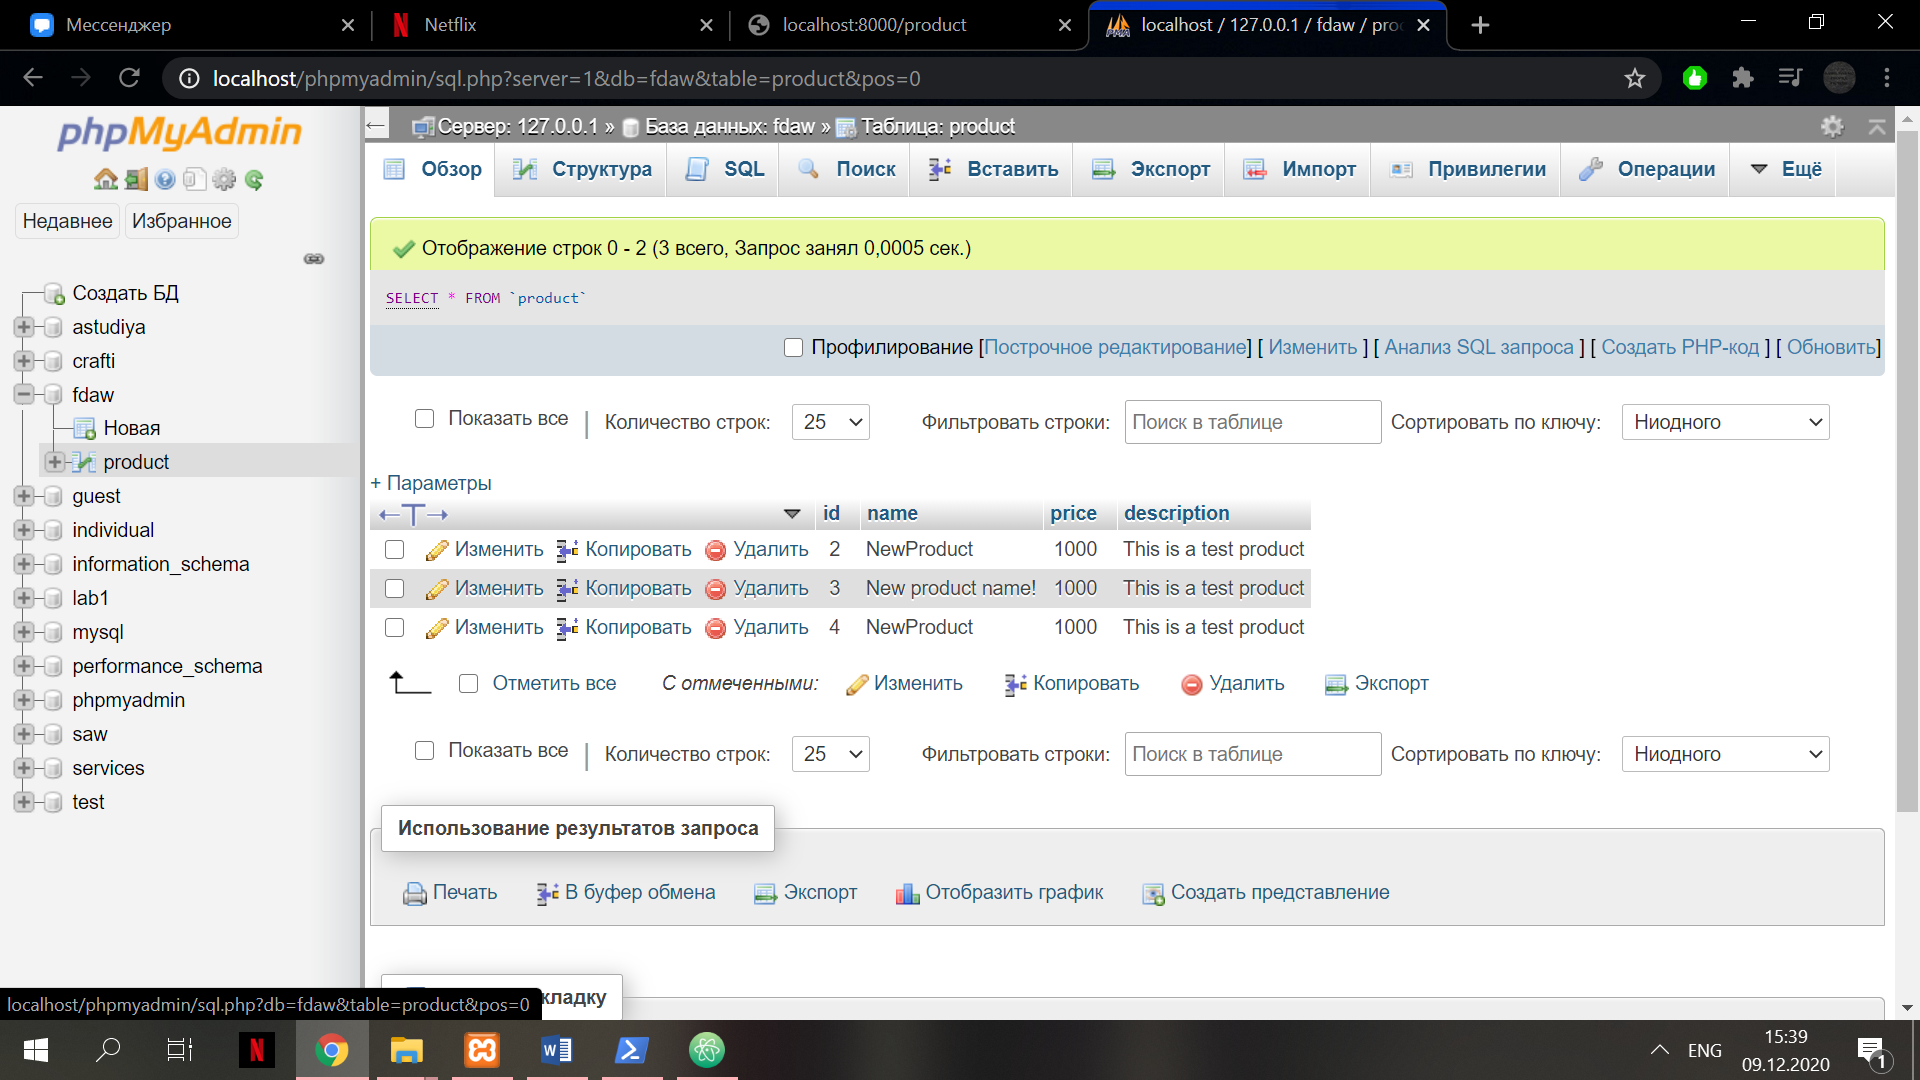 Мессенджер
Netflix
localhost:8000/product
localhost / 127.0.0.1 / fdaw / pro
localhost/phpmyadmin/sql.php?server=1&db=fdaw&table=product&pos=0
phpMyAdmin
Недавнее Избранное
Создать БД
astudiya
crafti
fdaw
Новая
product
guest
individual
information_schema
lab1
mysql
performance_schema
phpmyadmin
saw
services
test
Сервер: 127.0.0.1 » База данных: fdaw » Таблица: product
Обзор Структура SQL Поиск Вставить Экспорт Импорт Привилегии Операции Ещё
Отображение строк 0 - 2 (3 всего, Запрос занял 0,0005 сек.)
SELECT * FROM `product`
Профилирование [Построчное редактирование] [ Изменить ] [ Анализ SQL запроса ] [ Создать PHP-код ] [ Обновить]
Показать все | Количество строк: 25 Фильтровать строки: Поиск в таблице Сортировать по ключу: Ниодного
+ Параметры
←T→ id name price description
Изменить Копировать Удалить 2 NewProduct 1000 This is a test product
Изменить Копировать Удалить 3 New product name! 1000 This is a test product
Изменить Копировать Удалить 4 NewProduct 1000 This is a test product
Отметить все С отмеченными: Изменить Копировать Удалить Экспорт
Показать все | Количество строк: 25 Фильтровать строки: Поиск в таблице Сортировать по ключу: Ниодного
Использование результатов запроса
Печать В буфер обмена Экспорт Отобразить график Создать представление
кладку
localhost/phpmyadmin/sql.php?db=fdaw&table=product&pos=0
ENG
15:39
09.12.2020
1